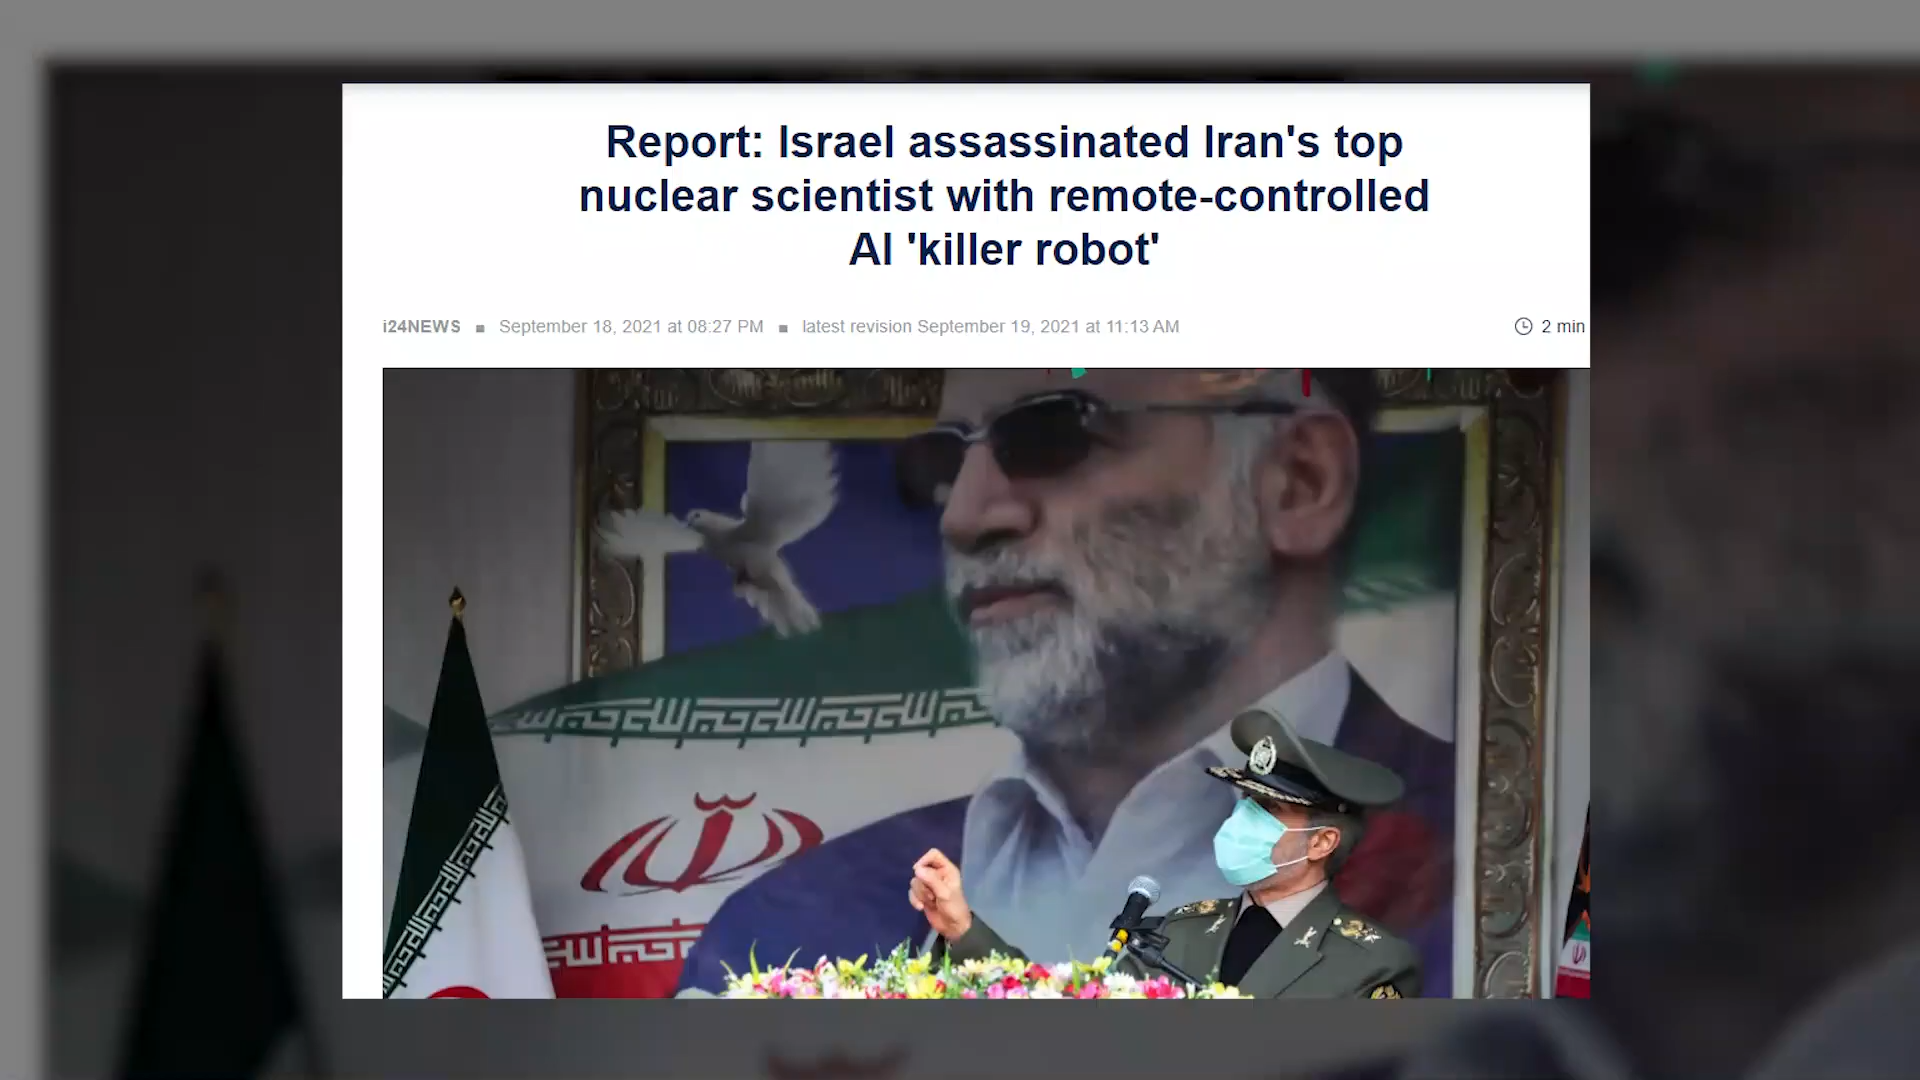 Report: Israel assassinated Iran's top
nuclear scientist with remote-controlled
AI 'killer robot'
i24NEWS ■ September 18, 2021 at 08:27 PM ■ latest revision September 19, 2021 at 11:13 AM
2 min